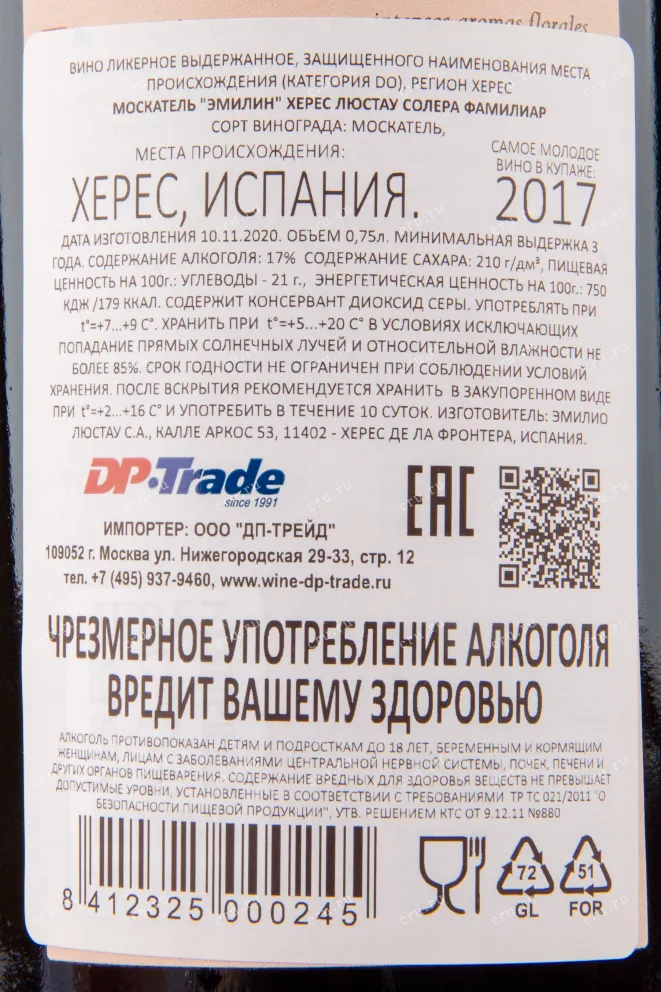 intensos aromas florales
ВИНО ЛИКЕРНОЕ ВЫДЕРЖАННОЕ, ЗАЩИЩЕННОГО НАИМЕНОВАНИЯ МЕСТА
ПРОИСХОЖДЕНИЯ (КАТЕГОРИЯ DO), РЕГИОН ХЕРЕС
МОСКАТЕЛЬ "ЭМИЛИН" ХЕРЕС ЛЮСТАУ СОЛЕРА ФАМИЛИАР
СОРТ ВИНОГРАДА: МОСКАТЕЛЬ,
МЕСТА ПРОИСХОЖДЕНИЯ:
ХЕРЕС, ИСПАНИЯ.
САМОЕ МОЛОДОЕ
ВИНО В КУПАЖЕ:
2017
ДАТА ИЗГОТОВЛЕНИЯ 10.11.2020. ОБЪЕМ 0,75л. МИНИМАЛЬНАЯ ВЫДЕРЖКА 3
ГОДА. СОДЕРЖАНИЕ АЛКОГОЛЯ: 17% СОДЕРЖАНИЕ САХАРА: 210 г/дм³, ПИЩЕВАЯ
ЦЕННОСТЬ НА 100г.: УГЛЕВОДЫ - 21 г., ЭНЕРГЕТИЧЕСКАЯ ЦЕННОСТЬ НА 100г.: 750
КДЖ /179 ККАЛ. СОДЕРЖИТ КОНСЕРВАНТ ДИОКСИД СЕРЫ. УПОТРЕБЛЯТЬ ПРИ
t°=+7...+9 С°. ХРАНИТЬ ПРИ t°=+5...+20 С° В УСЛОВИЯХ ИСКЛЮЧАЮЩИХ
ПОПАДАНИЕ ПРЯМЫХ СОЛНЕЧНЫХ ЛУЧЕЙ И ОТНОСИТЕЛЬНОЙ ВЛАЖНОСТИ НЕ
БОЛЕЕ 85%. СРОК ГОДНОСТИ НЕ ОГРАНИЧЕН ПРИ СОБЛЮДЕНИИ УСЛОВИЙ
ХРАНЕНИЯ. ПОСЛЕ ВСКРЫТИЯ РЕКОМЕНДУЕТСЯ ХРАНИТЬ В ЗАКУПОРЕННОМ ВИДЕ
ПРИ t°=+2...+16 С° И УПОТРЕБИТЬ В ТЕЧЕНИЕ 10 СУТОК. ИЗГОТОВИТЕЛЬ: ЭМИЛИО
ЛЮСТАУ С.А., КАЛЛЕ АРКОС 53, 11402 - ХЕРЕС ДЕ ЛА ФРОНТЕРА, ИСПАНИЯ.
DP·Trade
since 1991
EAC
ИМПОРТЕР: ООО "ДП-ТРЕЙД"
109052 г. Москва ул. Нижегородская 29-33, стр. 12
тел. +7 (495) 937-9460, www.wine-dp-trade.ru
ЧРЕЗМЕРНОЕ УПОТРЕБЛЕНИЕ АЛКОГОЛЯ
ВРЕДИТ ВАШЕМУ ЗДОРОВЬЮ
АЛКОГОЛЬ ПРОТИВОПОКАЗАН ДЕТЯМ И ПОДРОСТКАМ ДО 18 ЛЕТ, БЕРЕМЕННЫМ И КОРМЯЩИМ
ЖЕНЩИНАМ, ЛИЦАМ С ЗАБОЛЕВАНИЯМИ ЦЕНТРАЛЬНОЙ НЕРВНОЙ СИСТЕМЫ, ПОЧЕК, ПЕЧЕНИ И
ДРУГИХ ОРГАНОВ ПИЩЕВАРЕНИЯ. СОДЕРЖАНИЕ ВРЕДНЫХ ДЛЯ ЗДОРОВЬЯ ВЕЩЕСТВ НЕ ПРЕВЫШАЕТ
ДОПУСТИМЫЕ УРОВНИ, УСТАНОВЛЕННЫЕ В СООТВЕТСТВИИ С ТРЕБОВАНИЯМИ ТР ТС 021/2011 "О
БЕЗОПАСНОСТИ ПИЩЕВОЙ ПРОДУКЦИИ", УТВ. РЕШЕНИЕМ КТС ОТ 9.12.11 №880
8 412325 000245
72
GL
51
FOR